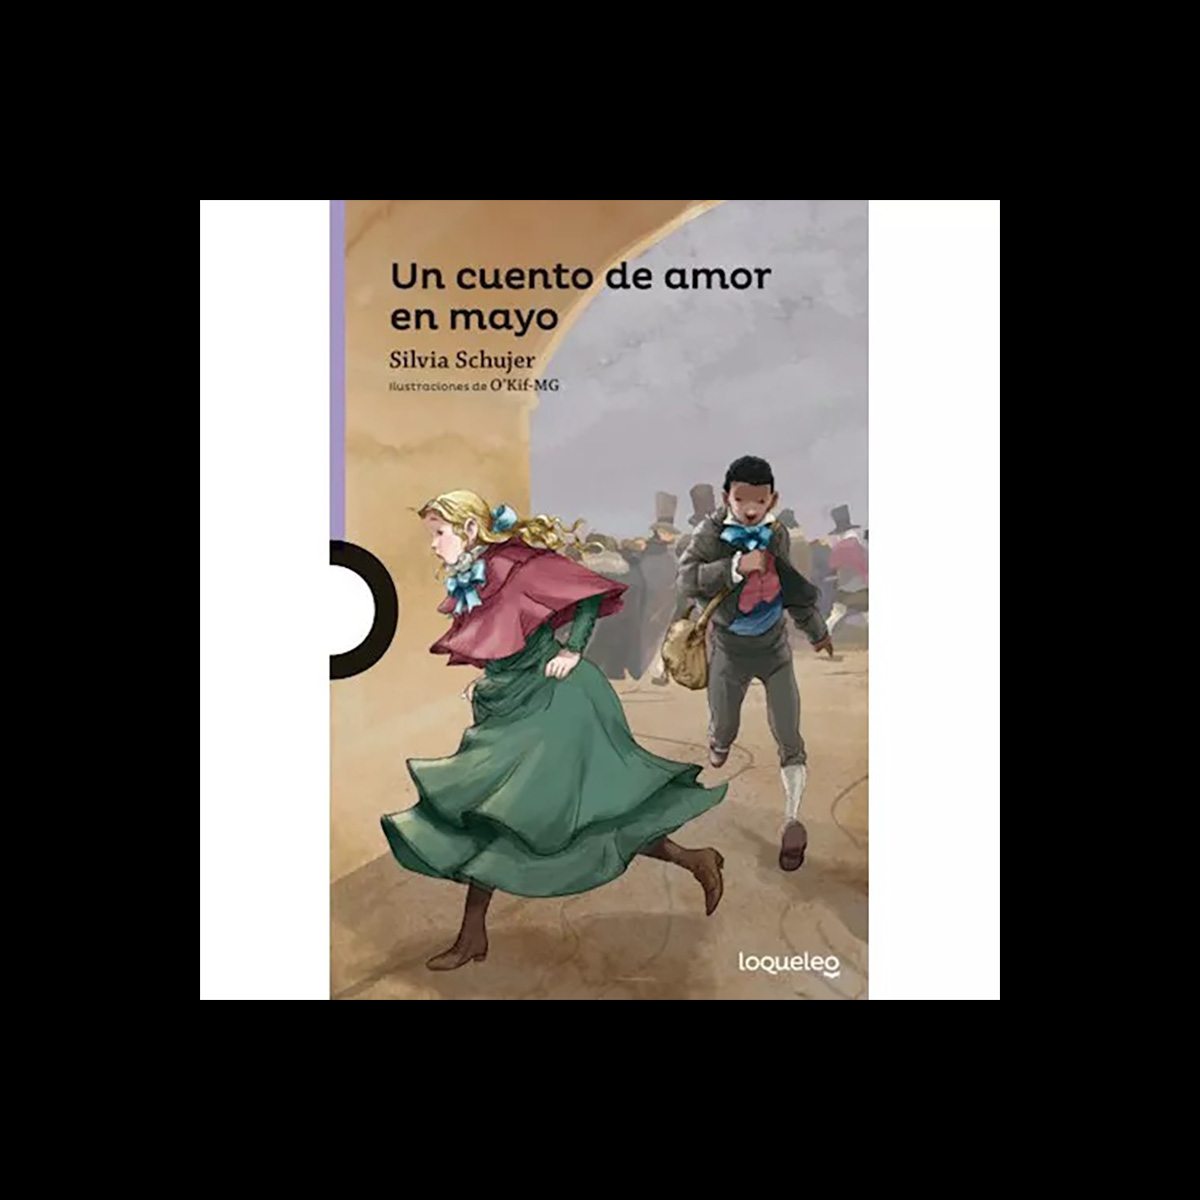 Un cuento de amor
en mayo
Silvia Schujer
Ilustraciones de O'Kif-MG
loqueleo